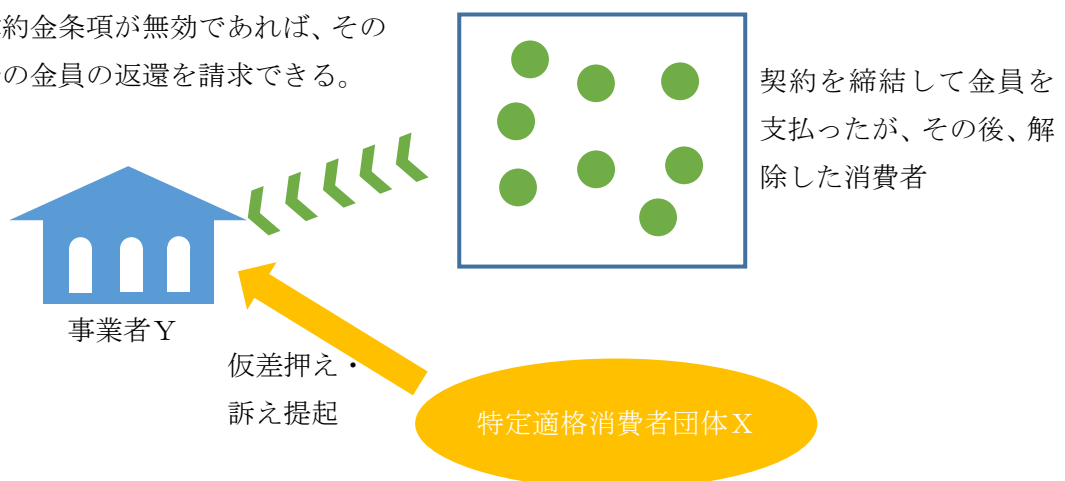 約金条項が無効であれば、その
の金員の返還を請求できる。
契約を締結して金員を
支払ったが、その後、解
除した消費者
事業者Ｙ
仮差押え・
訴え提起
特定適格消費者団体Ｘ